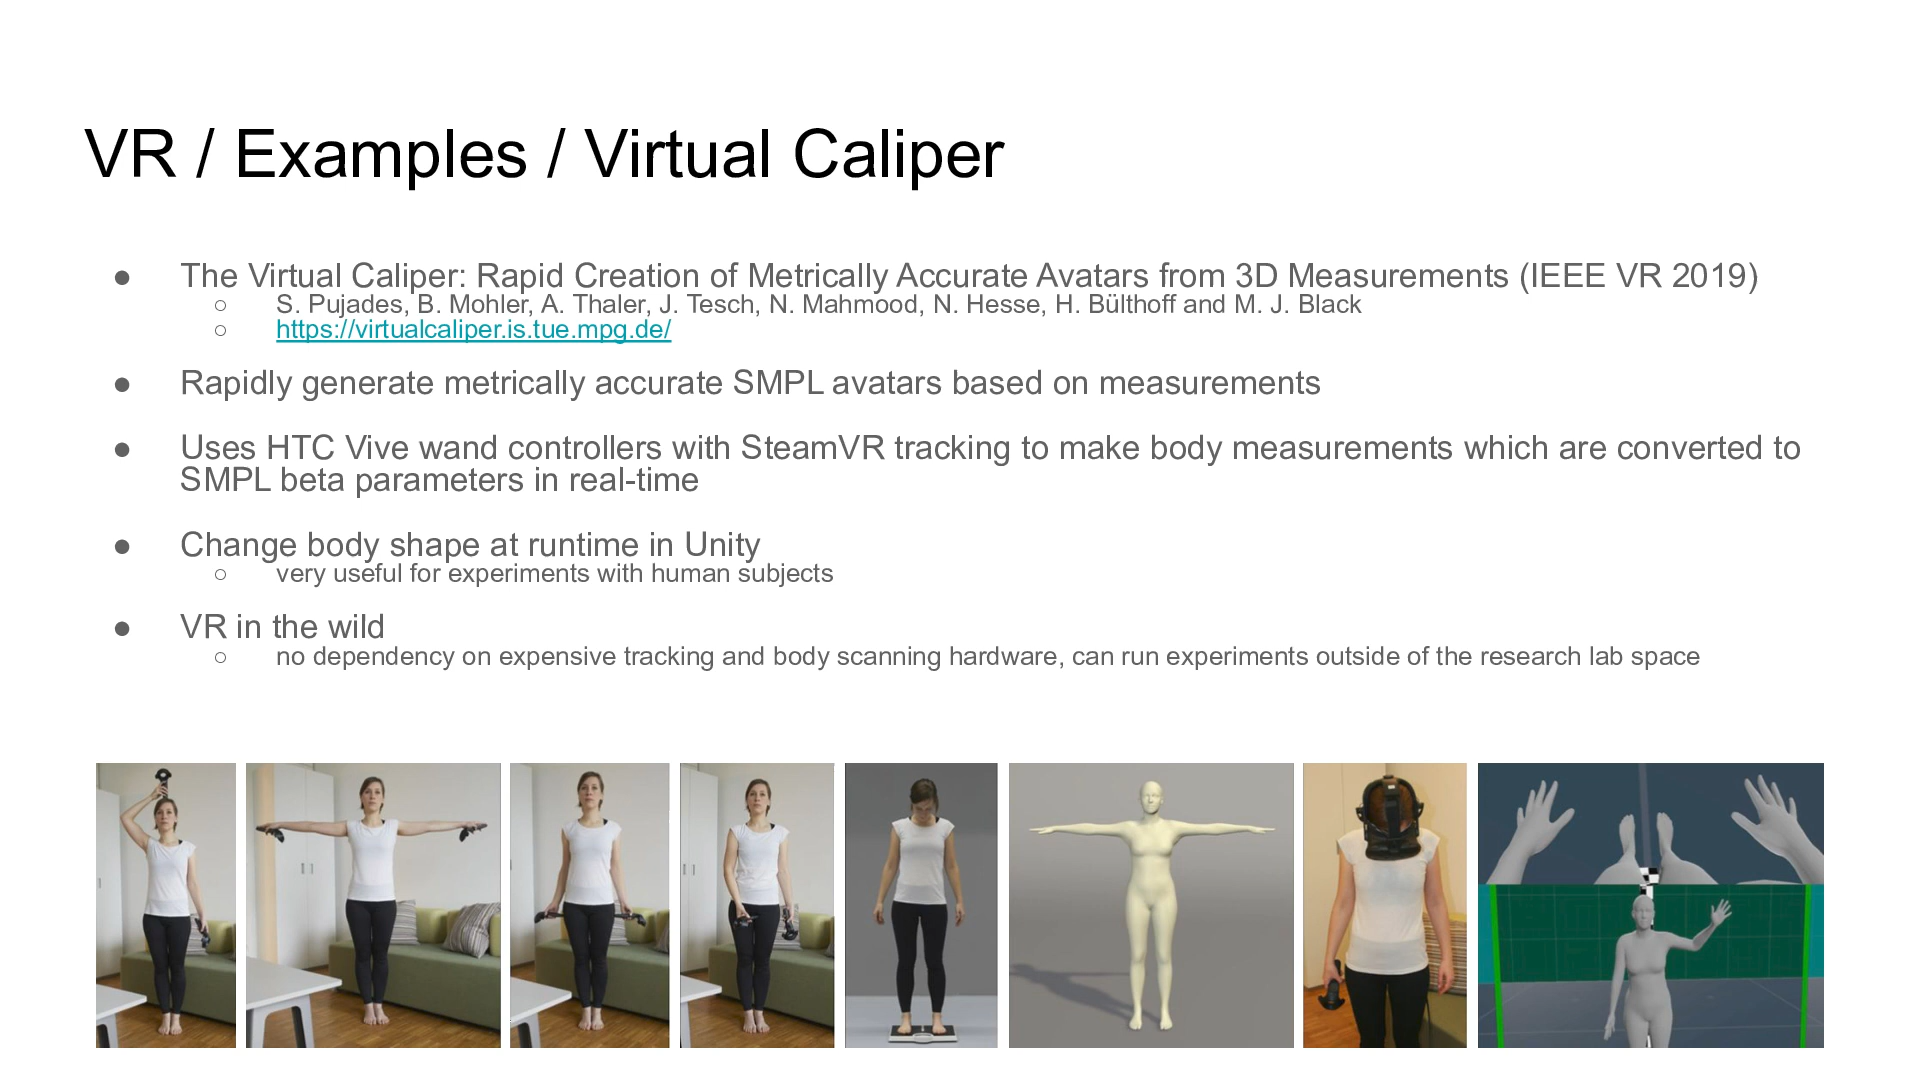 VR / Examples / Virtual Caliper
● The Virtual Caliper: Rapid Creation of Metrically Accurate Avatars from 3D Measurements (IEEE VR 2019)
○ S. Pujades, B. Mohler, A. Thaler, J. Tesch, N. Mahmood, N. Hesse, H. Bülthoff and M. J. Black
○ https://virtualcaliper.is.tue.mpg.de/
● Rapidly generate metrically accurate SMPL avatars based on measurements
● Uses HTC Vive wand controllers with SteamVR tracking to make body measurements which are converted to
SMPL beta parameters in real-time
● Change body shape at runtime in Unity
○ very useful for experiments with human subjects
● VR in the wild
○ no dependency on expensive tracking and body scanning hardware, can run experiments outside of the research lab space